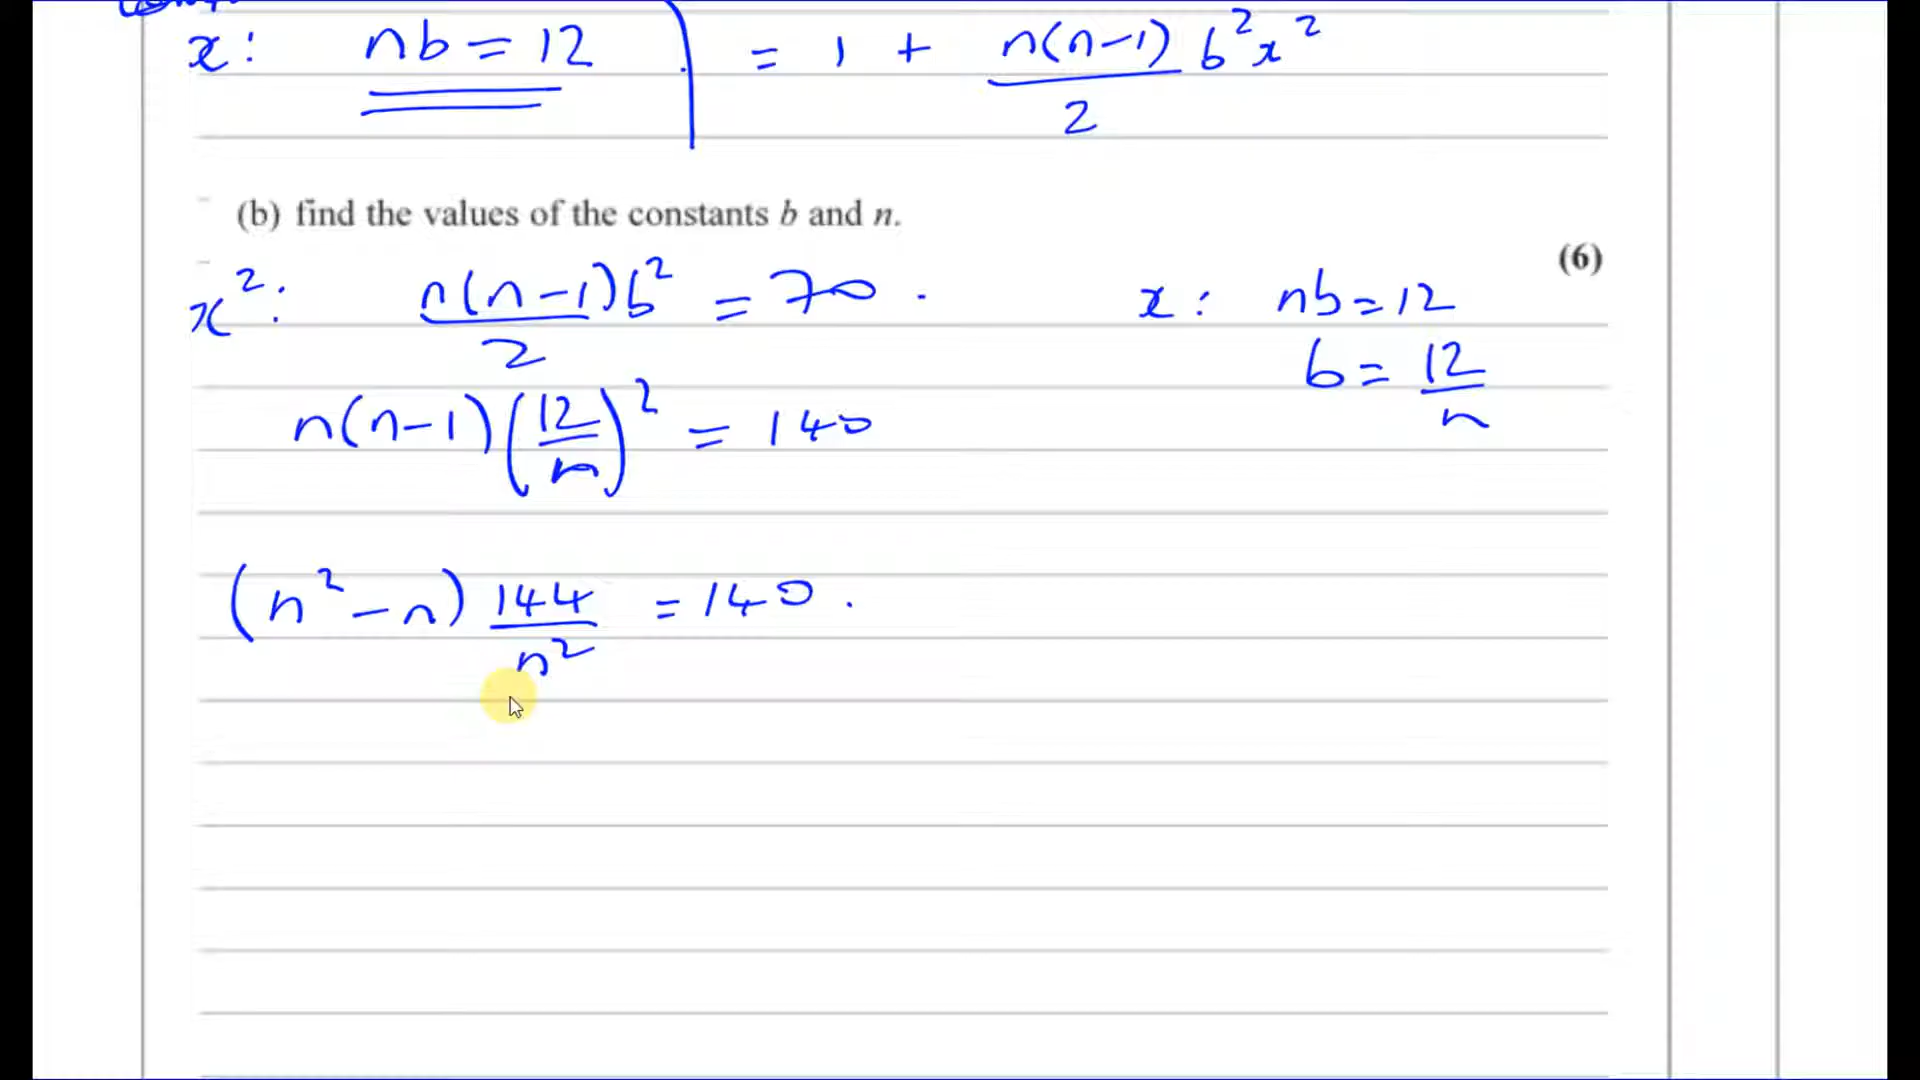 x: nb = 12 = 1 + n(n-1)/2 b²x²
(b) find the values of the constants b and n.
(6)
x²: n(n-1)b²/2 = 70. x: nb = 12
b = 12/n
n(n-1)(12/n)² = 140
(n² - n) 144/n² = 140.